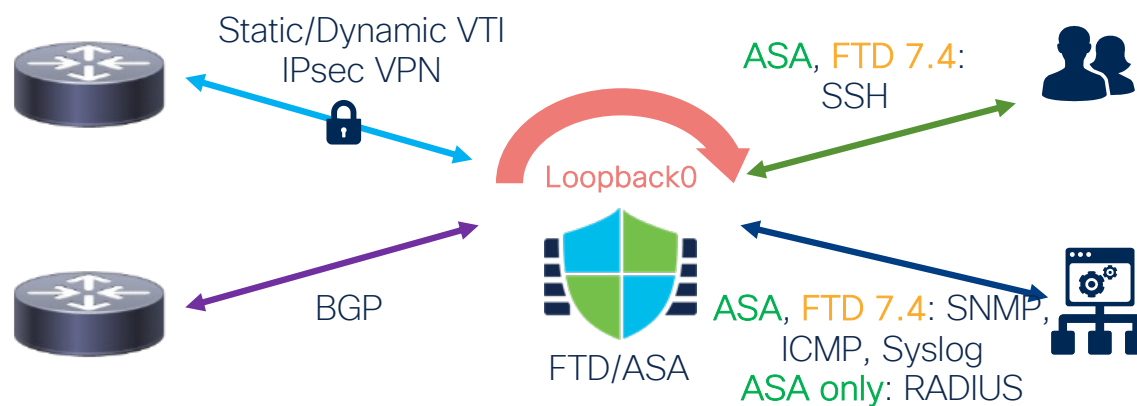 Static/Dynamic VTI
IPsec VPN
ASA, FTD 7.4:
SSH
Loopback0
BGP
FTD/ASA
ASA, FTD 7.4: SNMP,
ICMP, Syslog
ASA only: RADIUS